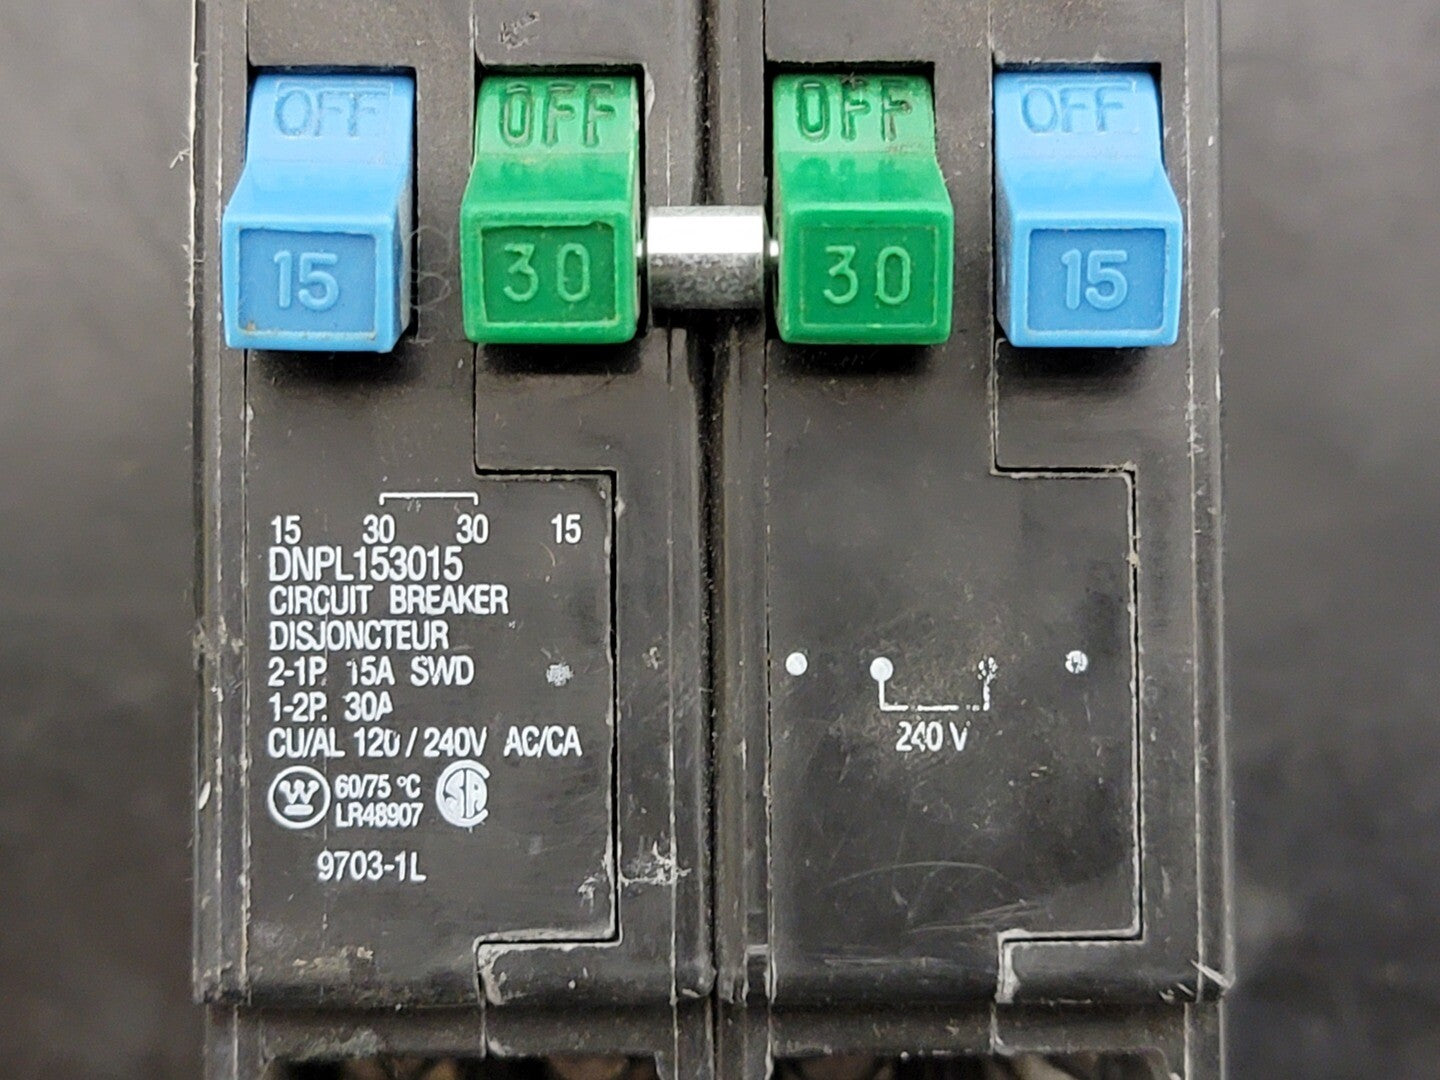 OFF OFF OFF OFF
15 30 30 15
15 30 30 15
DNPL153015
CIRCUIT BREAKER
DISJONCTEUR
2-1P. 15A SWD
1-2P. 30A
CU/AL 120 / 240V AC/CA
W 60/75 °C SA
LR48907
9703-1L
240 V